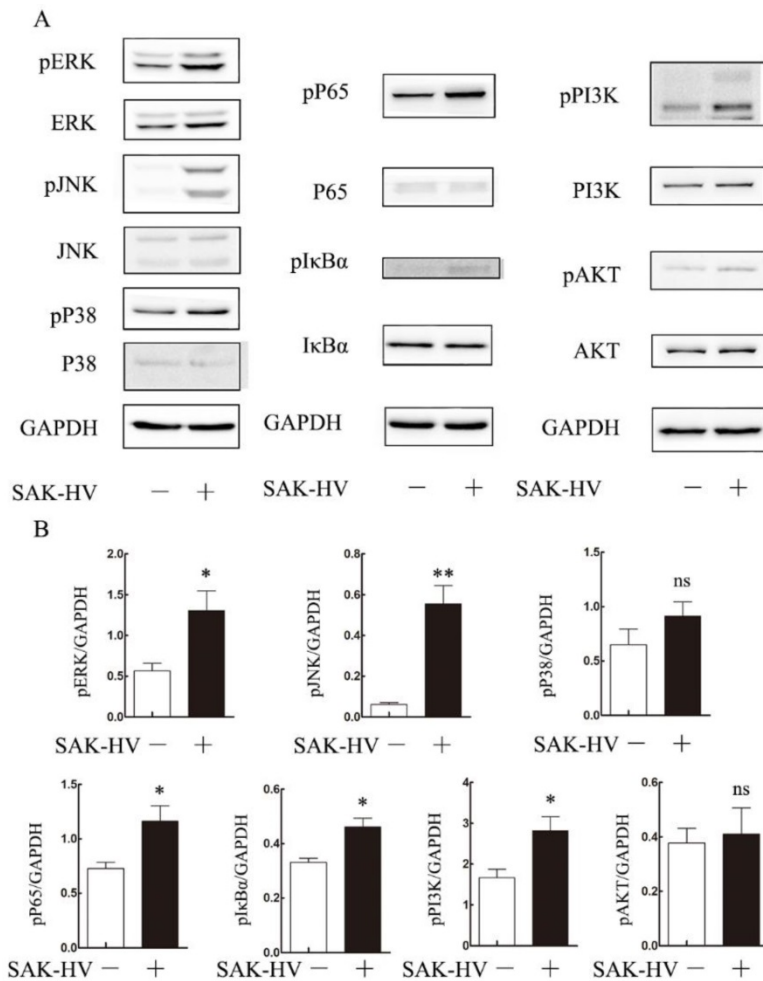 A
pERK
ERK
pJNK
JNK
pP38
P38
GAPDH
SAK-HV − +
pP65
P65
pIκBα
IκBα
GAPDH
SAK-HV − +
pPI3K
PI3K
pAKT
AKT
GAPDH
SAK-HV − +
B
pERK/GAPDH
2.0
1.5
1.0
0.5
0.0
*
SAK-HV − +
pJNK/GAPDH
0.8
0.6
0.4
0.2
0.0
**
SAK-HV − +
pP38/GAPDH
1.5
1.0
0.5
0.0
ns
SAK-HV − +
pP65/GAPDH
1.5
1.0
0.5
0.0
*
SAK-HV − +
pIκBα/GAPDH
0.6
0.4
0.2
0.0
*
SAK-HV − +
pPI3K/GAPDH
4
3
2
1
0
*
SAK-HV − +
pAKT/GAPDH
0.6
0.4
0.2
0.0
ns
SAK-HV − +